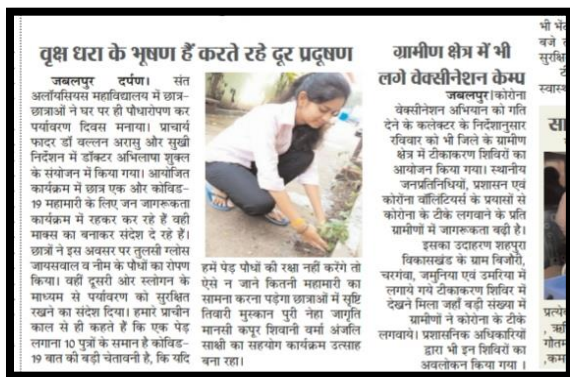 वृक्ष धरा के भूषण हैं करते रहे दूर प्रदूषण
जबलपुर दर्पण। संत
अलॉयसियस महाविद्यालय में छात्र-
छात्राओं ने घर पर ही पौधारोपण कर
पर्यावरण दिवस मनाया। प्राचार्य
फादर डॉ वल्लन अरासु और सुखी
निर्देशन में डॉक्टर अभिलाषा शुक्ल
के संयोजन में किया गया। आयोजित
कार्यक्रम में छात्र एक और कोविड-
19 महामारी के लिए जन जागरूकता
कार्यक्रम में रहकर कर रहे हैं वही
माक्स का बनाकर संदेश दे रहे हैं।
छात्रों ने इस अवसर पर तुलसी ग्लोस
जायसवाल व नीम के पौधों का रोपण
किया। वहीं दूसरी ओर स्लोगन के
माध्यम से पर्यावरण को सुरक्षित
रखने का संदेश दिया। हमारे प्राचीन
काल से ही कहते हैं कि एक पेड़
लगाना 10 पुत्रों के समान है कोविड-
19 बात की बड़ी चेतावनी है, कि यदि
हमें पेड़ पौधों की रक्षा नहीं करेंगे तो
ऐसे न जाने कितनी महामारी का
सामना करना पड़ेगा छात्राओं में सृष्टि
तिवारी मुस्कान पुरी नेहा जागृति
मानसी कपूर शिवानी वर्मा अंजलि
साक्षी का सहयोग कार्यक्रम उत्साह
बना रहा।
ग्रामीण क्षेत्र में भी
लगे वेक्सीनेशन केम्प
जबलपुर।कोरोना
वेक्सीनेशन अभियान को गति
देने के कलेक्टर के निर्देशानुसार
रविवार को भी जिले के ग्रामीण
क्षेत्र में टीकाकरण शिविरों का
आयोजन किया गया। स्थानीय
जनप्रतिनिधियों, प्रशासन एवं
कोरोना वॉलिंटियर्स के प्रयासों से
कोरोना के टीके लगवाने के प्रति
ग्रामीणों में जागरूकता बढ़ी है।
इसका उदाहरण शहपुरा
विकासखंड के ग्राम बिजौरी,
चरगंवा, जमुनिया एवं उमरिया में
लगाये गये टीकाकरण शिविर में
देखने मिला जहाँ बड़ी संख्या में
ग्रामीणों ने कोरोना के टीके
लगवाये। प्रशासनिक अधिकारियों
द्वारा भी इन शिविरों का
अवलोकन किया गया ।
भी भें
बजे
सुरक्षि
स्वास्थ
सा
प्रत्ये
, ऋ
गौतम
,कम